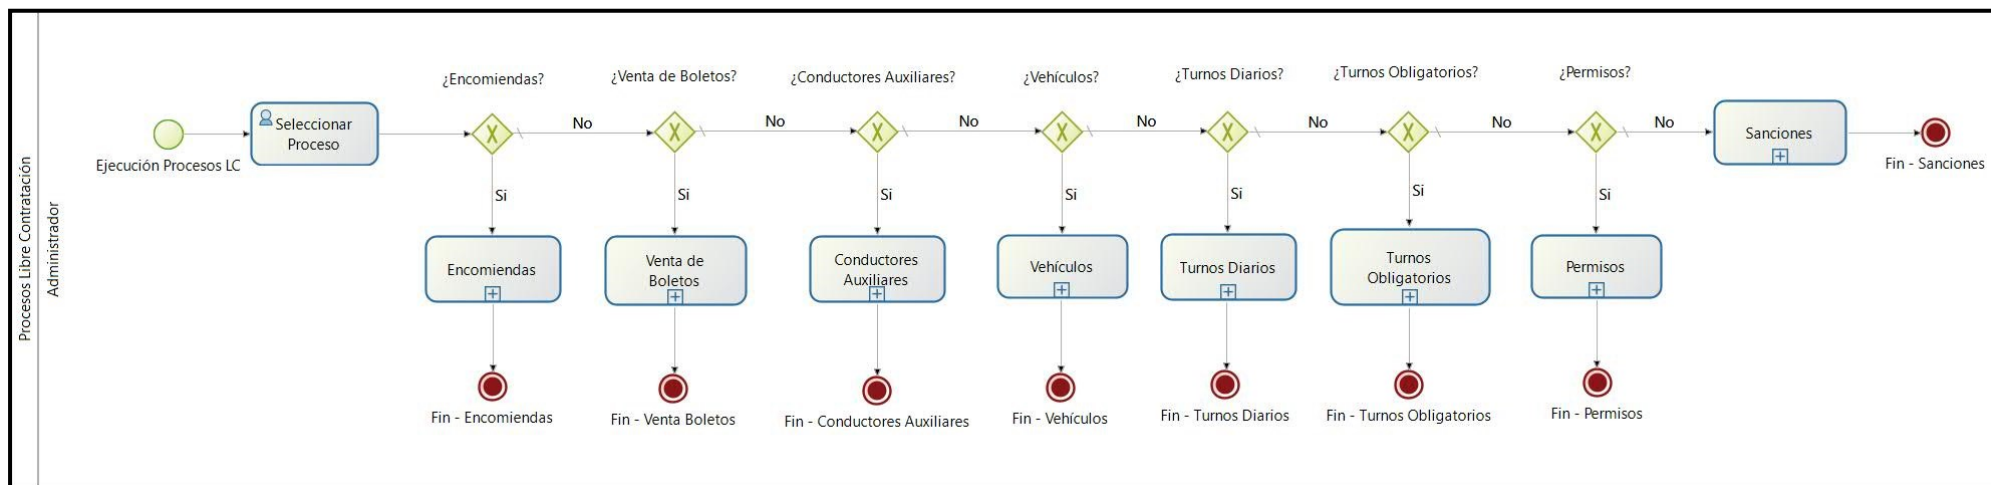 Procesos Libre Contratación
Administrador
Ejecución Procesos LC
Seleccionar
Proceso
¿Encomiendas?
¿Venta de Boletos?
¿Conductores Auxiliares?
¿Vehículos?
¿Turnos Diarios?
¿Turnos Obligatorios?
¿Permisos?
No
No
No
No
No
No
No
Sanciones
Fin - Sanciones
Si
Si
Si
Si
Si
Si
Si
Encomiendas
Venta de
Boletos
Conductores
Auxiliares
Vehículos
Turnos Diarios
Turnos
Obligatorios
Permisos
Fin - Encomiendas
Fin - Venta Boletos
Fin - Conductores Auxiliares
Fin - Vehículos
Fin - Turnos Diarios
Fin - Turnos Obligatorios
Fin - Permisos